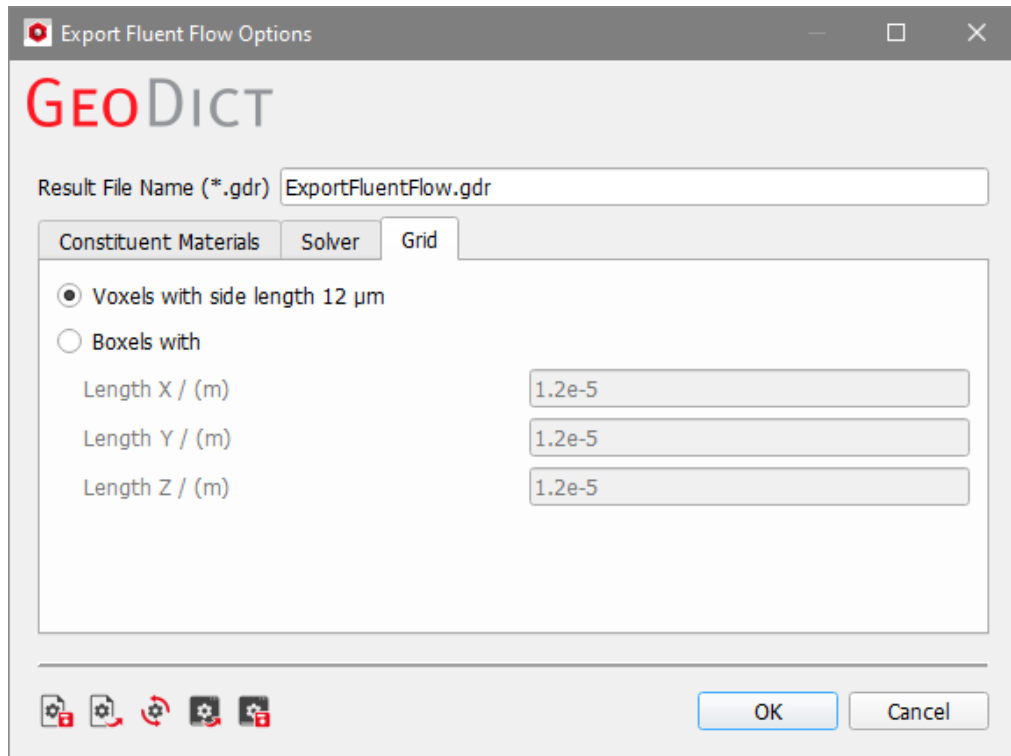 Export Fluent Flow Options
GEODICT
Result File Name (*.gdr) ExportFluentFlow.gdr
Constituent Materials Solver Grid
Voxels with side length 12 µm
Boxels with
Length X / (m) 1.2e-5
Length Y / (m) 1.2e-5
Length Z / (m) 1.2e-5
OK Cancel